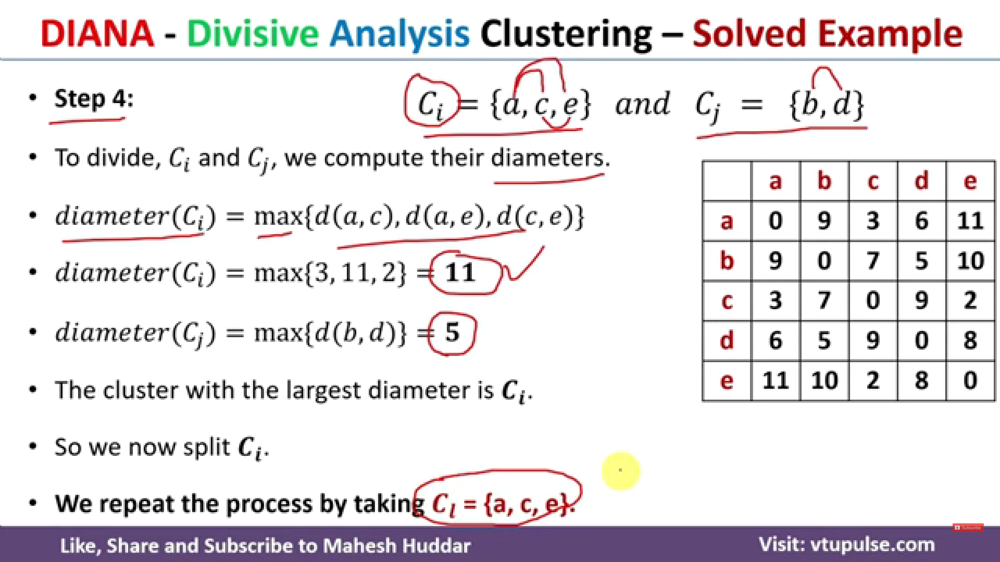 DIANA - Divisive Analysis Clustering – Solved Example
• Step 4:
C_i = {a, c, e} and C_j = {b, d}
• To divide, C_i and C_j, we compute their diameters.
• diameter(C_i) = max{d(a, c), d(a, e), d(c, e)}
• diameter(C_i) = max{3, 11, 2} = 11
• diameter(C_j) = max{d(b, d)} = 5
• The cluster with the largest diameter is C_i.
• So we now split C_i.
• We repeat the process by taking C_l = {a, c, e}.
a b c d e
a 0 9 3 6 11
b 9 0 7 5 10
c 3 7 0 9 2
d 6 5 9 0 8
e 11 10 2 8 0
Subscribe
Like, Share and Subscribe to Mahesh Huddar
Visit: vtupulse.com